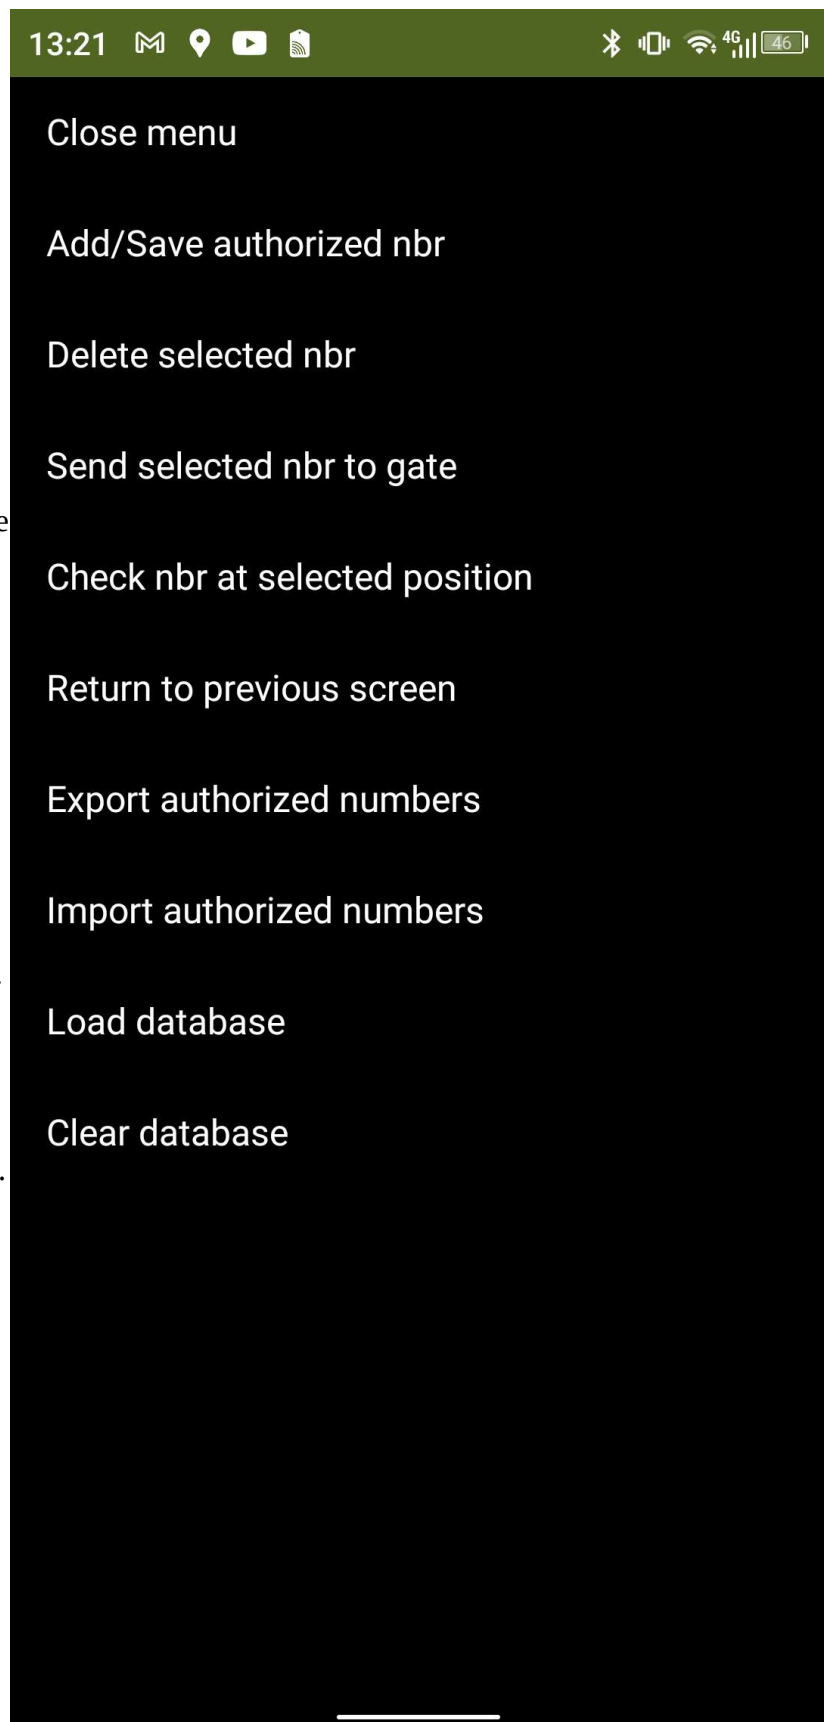 13:21 4G 46
Close menu
Add/Save authorized nbr
Delete selected nbr
Send selected nbr to gate
e
Check nbr at selected position
Return to previous screen
Export authorized numbers
Import authorized numbers
.
Load database
Clear database
.